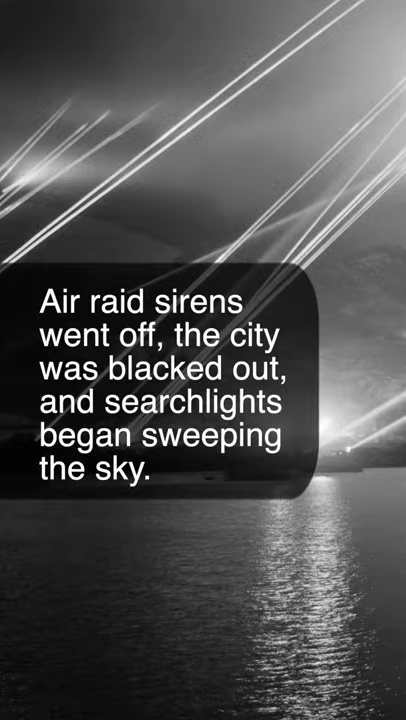 Air raid sirens
went off, the city
was blacked out,
and searchlights
began sweeping
the sky.